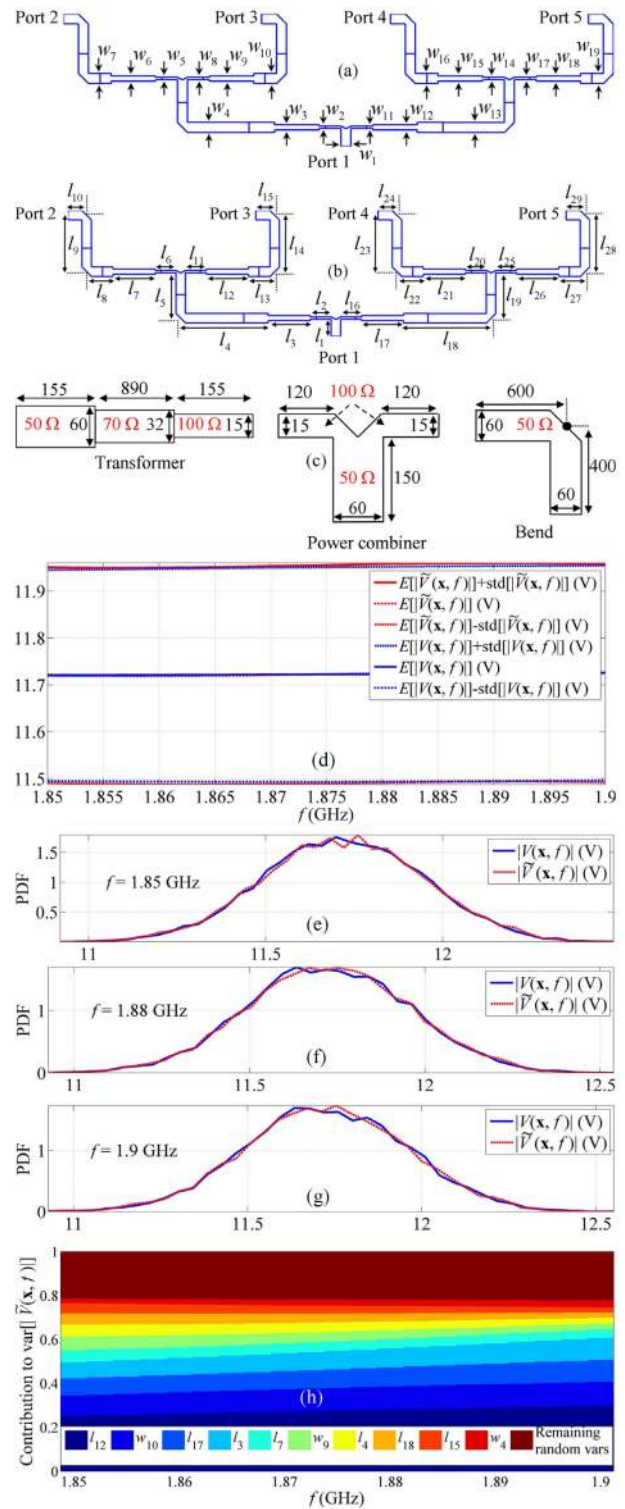 Port 2 Port 3 Port 4 Port 5
w7 w6 w5 w8 w9 w10 w16 w15 w14 w17 w18 w19
(a)
w4 w3 w2 w11 w12 w13
Port 1 w1
l10 l15 l24 l29
Port 2 Port 3 Port 4 Port 5
l9 l6 l11 l14 l23 l20 l25 l28
l8 l7 l12 l13 (b) l22 l21 l26 l27
l5 l2 l16 l19
l4 l3 l1 l17 l18
Port 1
155 890 155
50 Ω 60 70 Ω 32 100 Ω 15
Transformer
(c)
120 100 Ω 120
15 15
50 Ω 150
60
Power combiner
600
60 50 Ω
400
60
Bend
11.9
11.8
11.7
11.6
11.5
E[|Ṽ(x, f)|]+std[|Ṽ(x, f)|] (V)
E[|Ṽ(x, f)|] (V)
E[|Ṽ(x, f)|]-std[|Ṽ(x, f)|] (V)
E[|V(x, f)|]+std[|V(x, f)|] (V)
E[|V(x, f)|] (V)
E[|V(x, f)|]-std[|V(x, f)|] (V)
(d)
1.85 1.855 1.86 1.865 1.87 1.875 1.88 1.885 1.89 1.895 1.9
f (GHz)
PDF
1.5
1
0.5
f = 1.85 GHz
(e)
|V(x, f)| (V)
|Ṽ(x, f)| (V)
11 11.5 12
PDF
1
0
f = 1.88 GHz
(f)
|V(x, f)| (V)
|Ṽ(x, f)| (V)
11 11.5 12 12.5
PDF
1
0
f = 1.9 GHz
(g)
|V(x, f)| (V)
|Ṽ(x, f)| (V)
11 11.5 12 12.5
Contribution to var[| Ṽ(x, f)|]
1
0.8
0.6
0.4
0.2
0
(h)
l12 w10 l17 l3 l7 w9 l4 l18 l15 w4 Remaining
random vars
1.85 1.86 1.87 1.88 1.89 1.9
f (GHz)